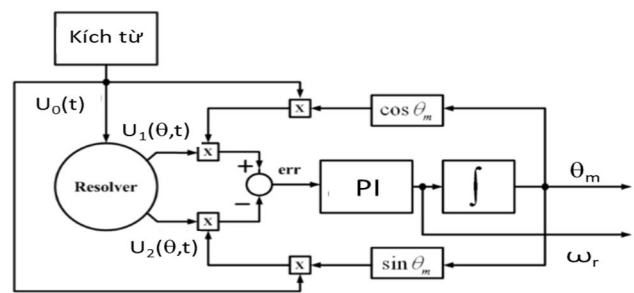 Kích từ
U₀(t)
x
cos θₘ
U₁(θ,t)
x
+
err
Resolver
PI
∫
θₘ
−
x
U₂(θ,t)
ωᵣ
x
sin θₘ